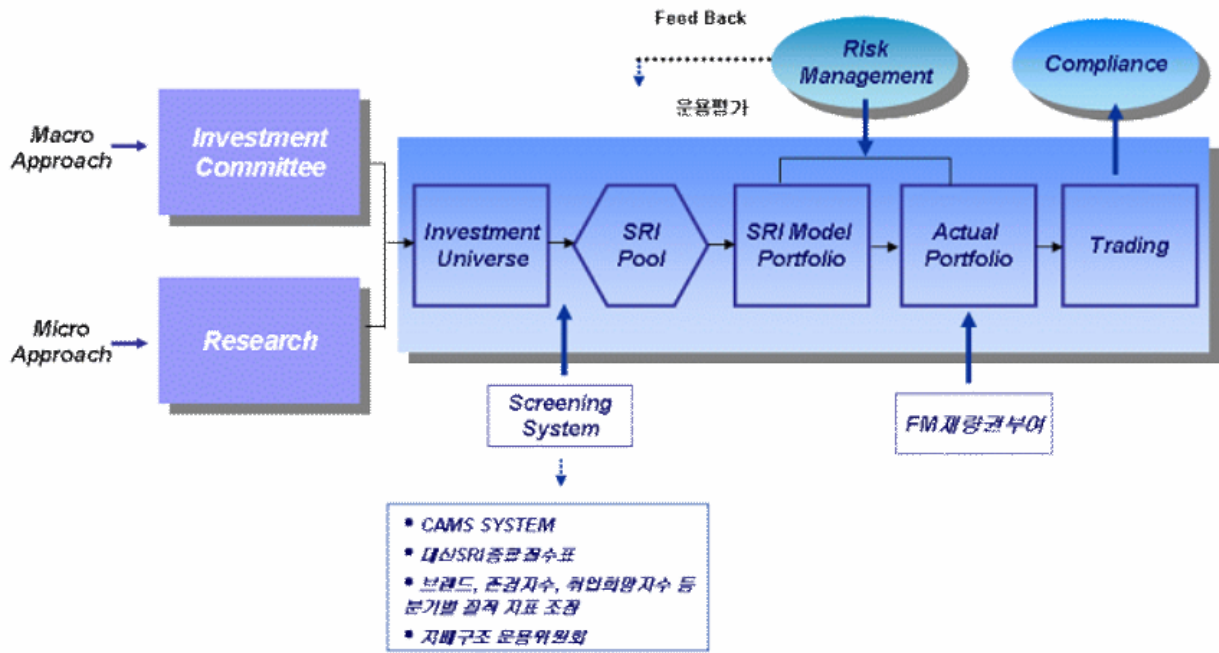 Feed Back
Risk
Management
Compliance
운용평가
Macro
Approach
Investment
Committee
Investment
Universe
SRI
Pool
SRI Model
Portfolio
Actual
Portfolio
Trading
Micro
Approach
Research
Screening
System
FM재량권부여
• CAMS SYSTEM
• 대신SRI종합점수표
• 브랜드, 존경지수, 취업희망지수 등
분기별 질적 지표 조정
• 지배구조 운용위원회